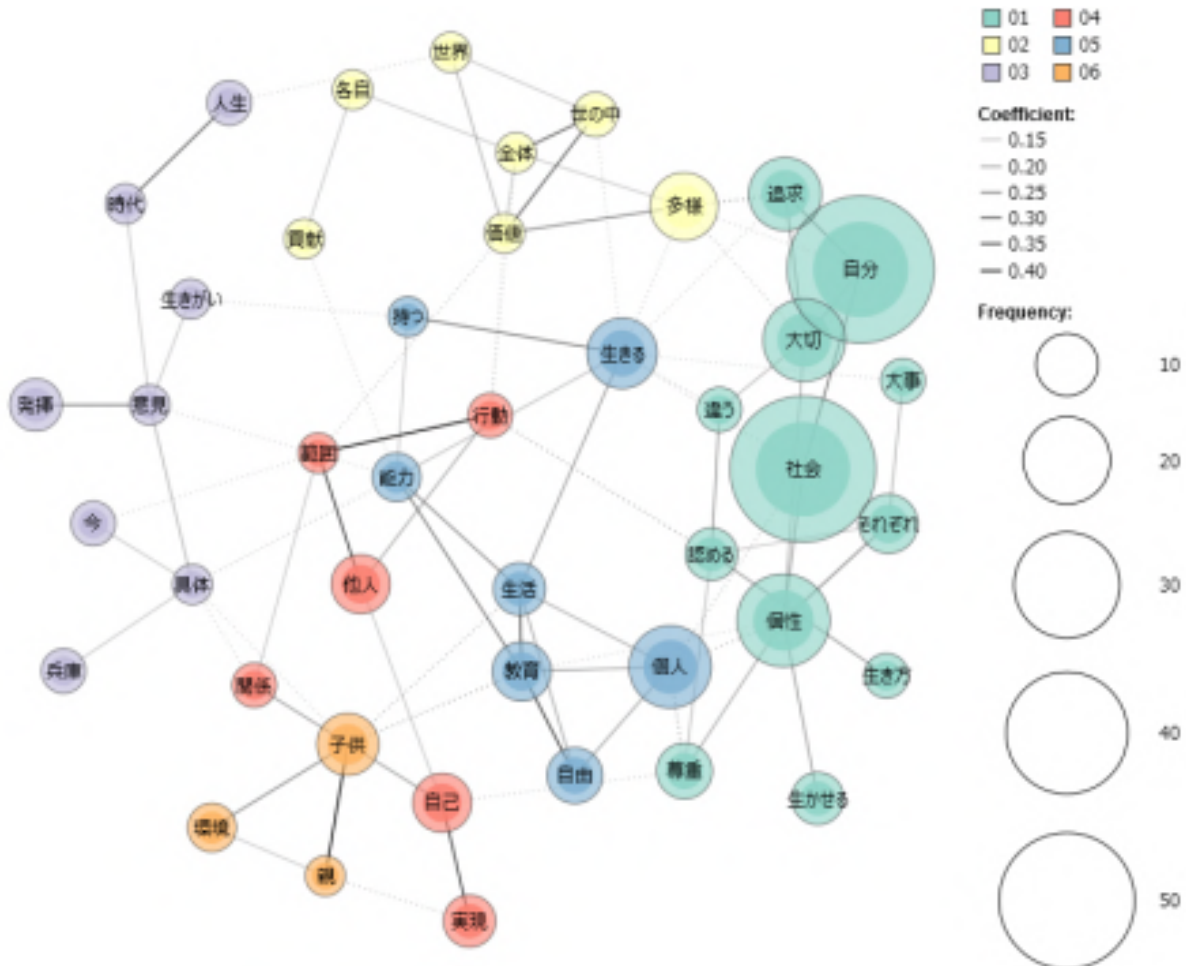 01 04
02 05
03 06
Coefficient:
0.15
0.20
0.25
0.30
0.35
0.40
Frequency:
10
20
30
40
50
世界
各自
人生
世の中
全体
追求
時代
多様
貢献
価値
自分
生きがい
持つ
大切
生きる
大事
発揮
意見
違う
行動
範囲
社会
能力
今
それぞれ
認める
具体
他人
生活
個性
兵庫
教育
個人
生き方
関係
子供
自由
尊重
自己
生かせる
環境
親
実現